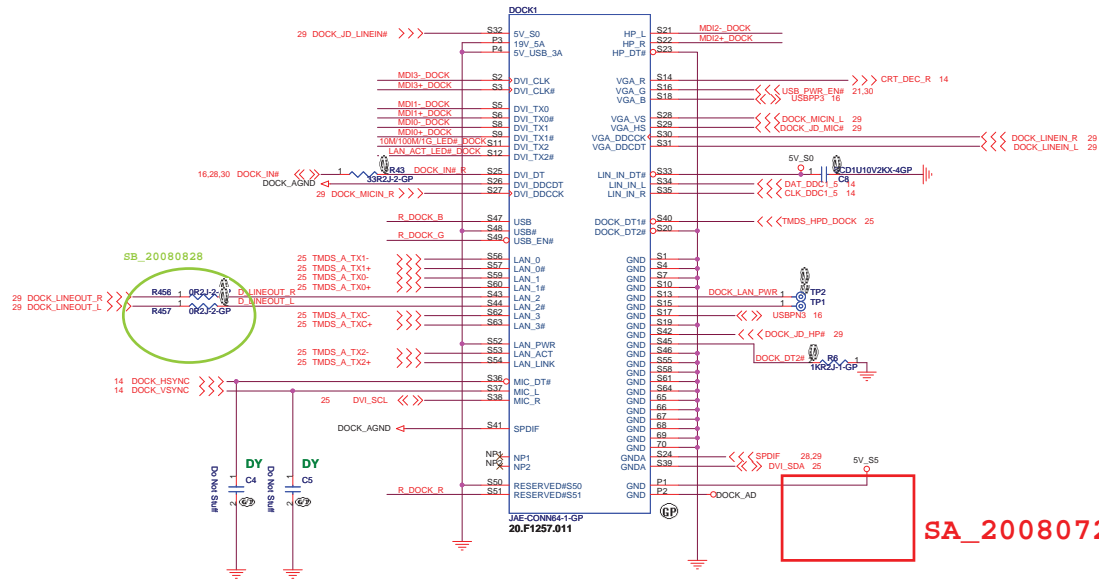 DOCK1
29 DOCK_JD_LINEIN# S32 5V_S0 HP_L S21 MDI2-_DOCK
P3 19V_5A HP_R S22 MDI2+_DOCK
P4 5V_USB_3A HP_DT# S23
MDI3-_DOCK S2 DVI_CLK VGA_R S14 CRT_DEC_R 14
MDI3+_DOCK S3 DVI_CLK# VGA_G S16 USB_PWR_EN# 21,30
VGA_B S18 USBPP3 16
MDI1-_DOCK S5 DVI_TX0
MDI1+_DOCK S6 DVI_TX0# VGA_VS S28 DOCK_MICIN_L 29
MDI0-_DOCK S8 DVI_TX1 VGA_HS S29 DOCK_JD_MIC# 29
MDI0+_DOCK S9 DVI_TX1# VGA_DDCCK S30 DOCK_LINEIN_R 29
10M/100M/1G_LED#_DOCK S11 DVI_TX2 VGA_DDCDT S31 DOCK_LINEIN_L 29
LAN_ACT_LED#_DOCK S12 DVI_TX2#
5V_S0
16,28,30 DOCK_IN# 1 R43 DOCK_IN#_R S25 DVI_DT LIN_IN_DT# S33 1 C8 SCD1U10V2KX-4GP
33R2J-2-GP
DOCK_AGND S26 DVI_DDCDT LIN_IN_L S34 DAT_DDC1_5 14
29 DOCK_MICIN_R S27 DVI_DDCCK LIN_IN_R S35 CLK_DDC1_5 14
R_DOCK_B S47 USB DOCK_DT1# S40 TMDS_HPD_DOCK 25
S48 USB# DOCK_DT2# S20
R_DOCK_G S49 USB_EN#
SB_20080828
25 TMDS_A_TX1- S56 LAN_0 GND S1
25 TMDS_A_TX1+ S57 LAN_0# GND S4
25 TMDS_A_TX0- S59 LAN_1 GND S7
25 TMDS_A_TX0+ S60 LAN_1# GND S10
29 DOCK_LINEOUT_R R456 1 0R2J-2-GP D_LINEOUT_R S43 LAN_2 GND S13 DOCK_LAN_PWR 1 TP2
29 DOCK_LINEOUT_L R457 1 0R2J-2-GP D_LINEOUT_L S44 LAN_2# GND S15 1 TP1
25 TMDS_A_TXC- S62 LAN_3 GND S17 USBPN3 16
25 TMDS_A_TXC+ S63 LAN_3# GND S19
GND S42 DOCK_JD_HP# 29
S52 LAN_PWR GND S45
25 TMDS_A_TX2- S53 LAN_ACT GND S46
25 TMDS_A_TX2+ S54 LAN_LINK GND S55 DOCK_DT2# R6 1
1KR2J-1-GP
GND S58
14 DOCK_HSYNC S36 MIC_DT# GND S61
14 DOCK_VSYNC S37 MIC_L GND S64
25 DVI_SCL S38 MIC_R GND 65
GND 66
GND 67
DOCK_AGND S41 SPDIF GND 68
GND 69
GND 70
NP1 NP1 GNDA S24 SPDIF 28,29
NP2 NP2 GNDA S39 DVI_SDA 25
5V_S5
S50 RESERVED#S50 GND P1
R_DOCK_R S51 RESERVED#S51 GND P2 DOCK_AD
DY DY
1 C4 2 Do Not Stuff
1 C5 2 Do Not Stuff
JAE-CONN64-1-GP
20.F1257.011
GP
SA_2008072